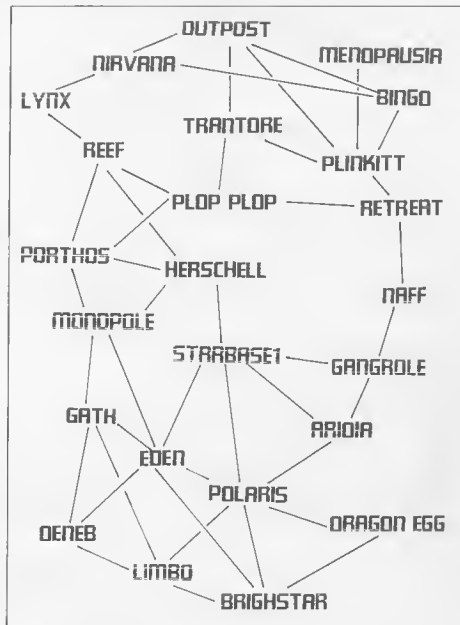 OUTPOST
MENOPAUSIA
NIRVANA
LYNX
BINGO
TRANTORE
REEF
PLINKITT
PLOP PLOP
RETREAT
PORTHOS
HERSCHELL
NAFF
MONOPOLE
STARBASE1
GANGROLE
GATH
ARIDIA
EDEN
POLARIS
DRAGON EGG
DENEB
LIMBO
BRIGHSTAR